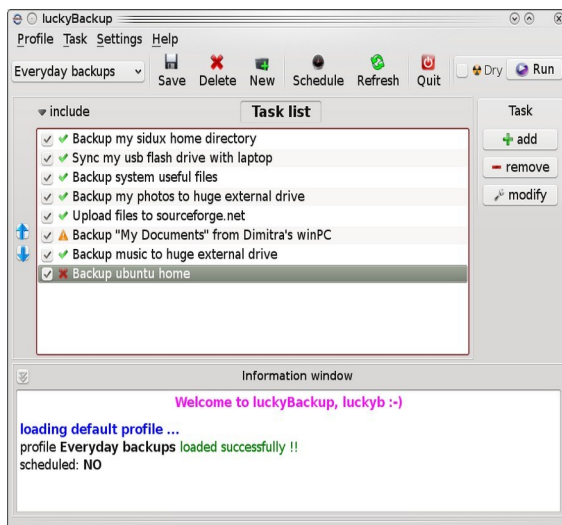 luckyBackup
Profile Task Settings Help
Everyday backups
Save Delete New Schedule Refresh Quit Dry Run
include Task list Task
Backup my sidux home directory
Sync my usb flash drive with laptop
Backup system useful files
Backup my photos to huge external drive
Upload files to sourceforge.net
Backup "My Documents" from Dimitra's winPC
Backup music to huge external drive
Backup ubuntu home
add
remove
modify
Information window
Welcome to luckyBackup, luckyb :-)
loading default profile ...
profile Everyday backups loaded successfully !!
scheduled: NO